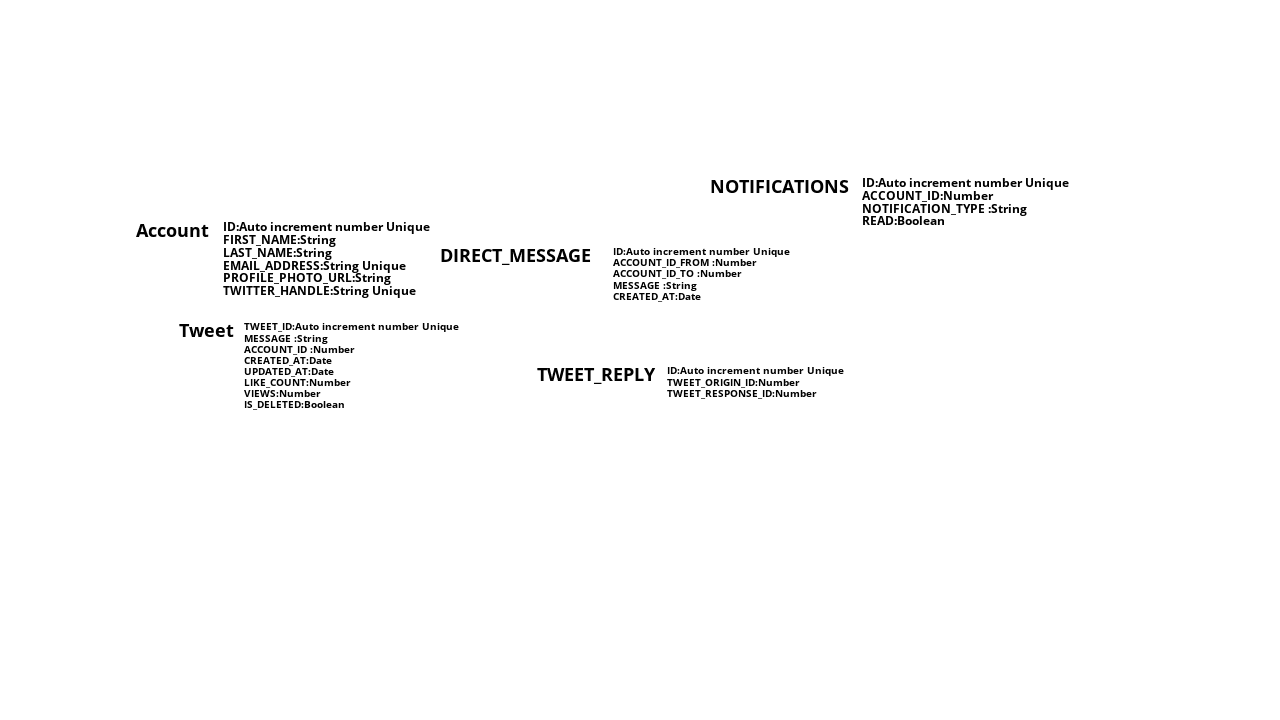 NOTIFICATIONS
ID:Auto increment number Unique
ACCOUNT_ID:Number
NOTIFICATION_TYPE :String
READ:Boolean
Account
ID:Auto increment number Unique
FIRST_NAME:String
LAST_NAME:String
EMAIL_ADDRESS:String Unique
PROFILE_PHOTO_URL:String
TWITTER_HANDLE:String Unique
DIRECT_MESSAGE
ID:Auto increment number Unique
ACCOUNT_ID_FROM :Number
ACCOUNT_ID_TO :Number
MESSAGE :String
CREATED_AT:Date
Tweet
TWEET_ID:Auto increment number Unique
MESSAGE :String
ACCOUNT_ID :Number
CREATED_AT:Date
UPDATED_AT:Date
LIKE_COUNT:Number
VIEWS:Number
IS_DELETED:Boolean
TWEET_REPLY
ID:Auto increment number Unique
TWEET_ORIGIN_ID:Number
TWEET_RESPONSE_ID:Number